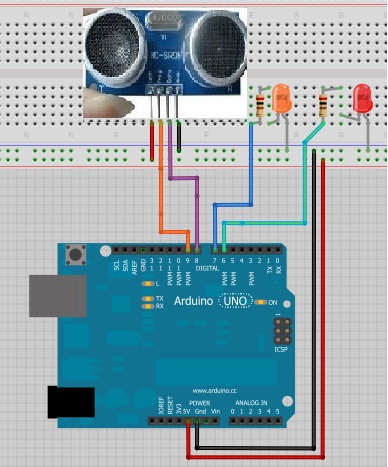 HC-SR04
T
R
SCL
SDA
AREF
GND
13
12
11 PWM
10 PWM
9 PWM
8
7
6 PWM
5 PWM
4
3 PWM
2
1 TX
0 RX
DIGITAL
L
TX
RX
Arduino UNO
ON
1
ICSP
www.arduino.cc
POWER
ANALOG IN
IOREF
RESET
3V3
5V
Gnd
Vin
0 1 2 3 4 5